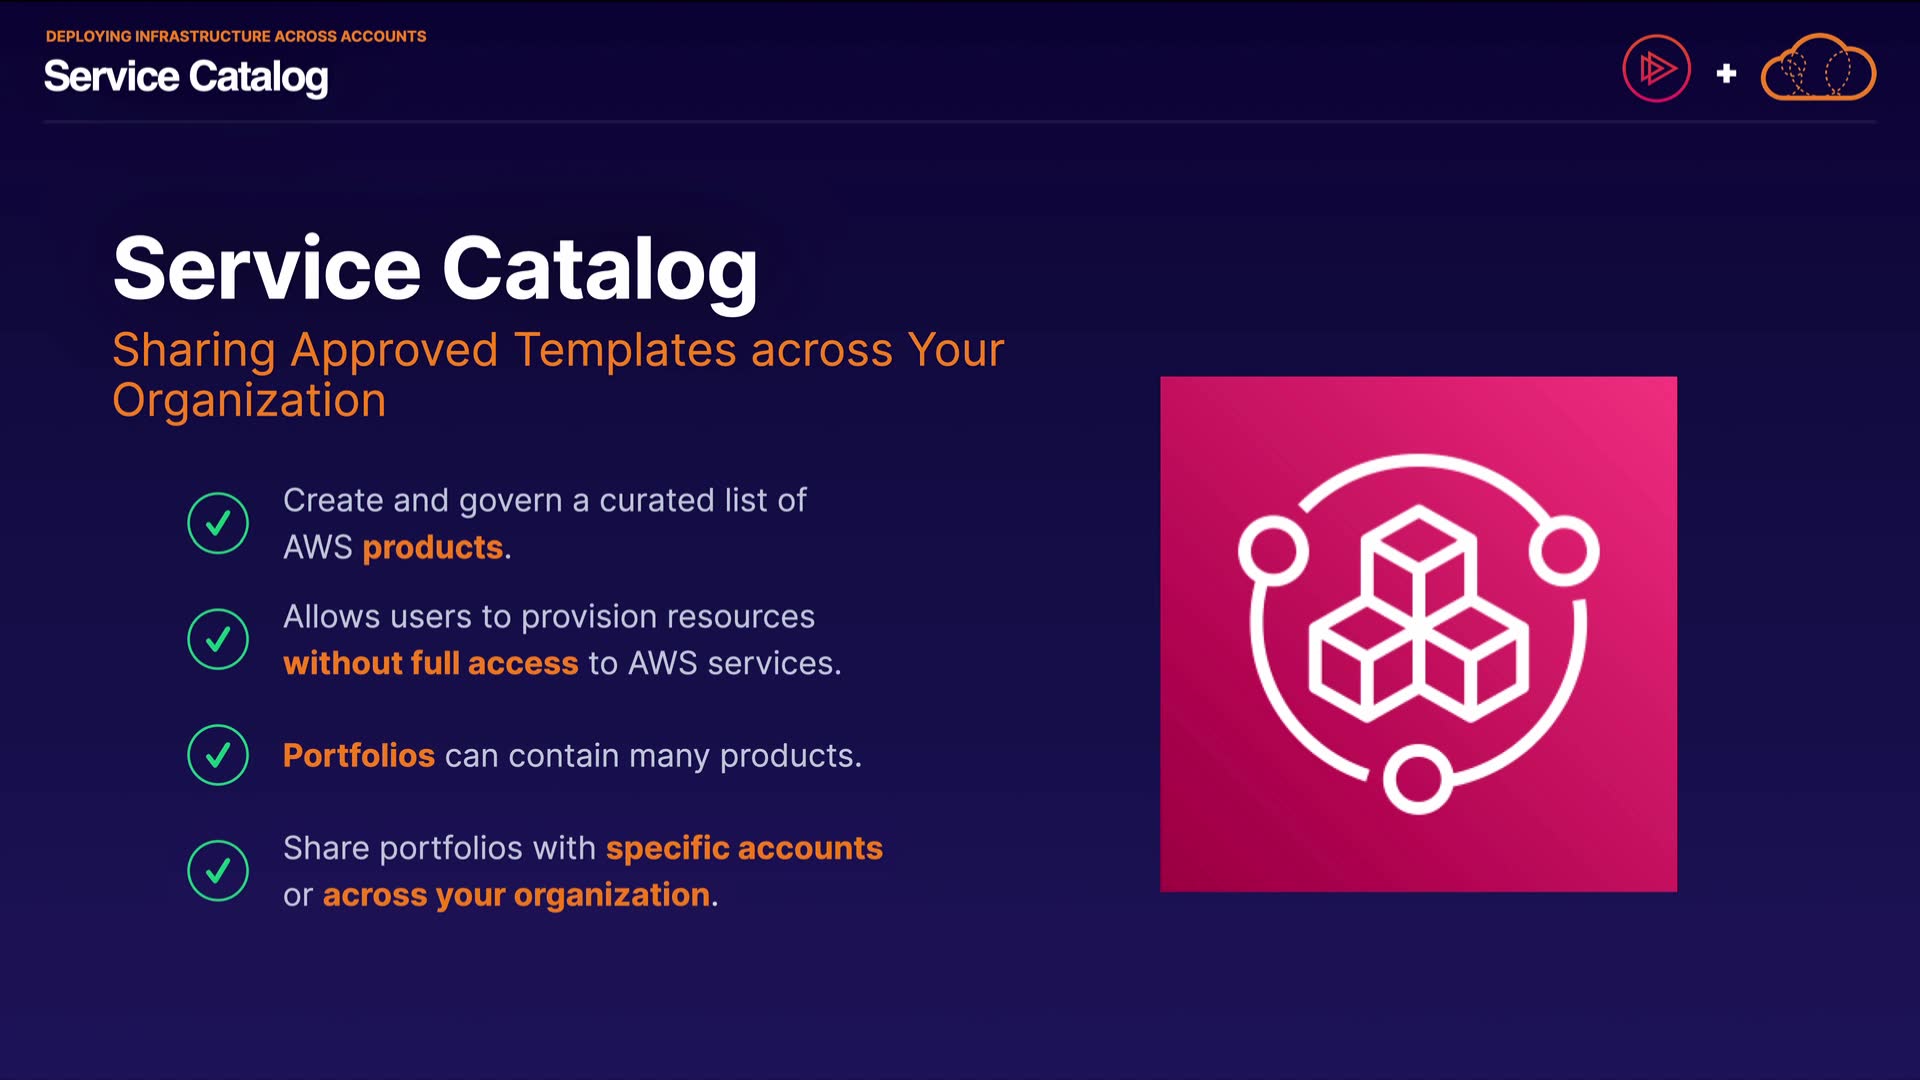 DEPLOYING INFRASTRUCTURE ACROSS ACCOUNTS
Service Catalog
Service Catalog
Sharing Approved Templates across Your
Organization
Create and govern a curated list of
AWS products.
Allows users to provision resources
without full access to AWS services.
Portfolios can contain many products.
Share portfolios with specific accounts
or across your organization.